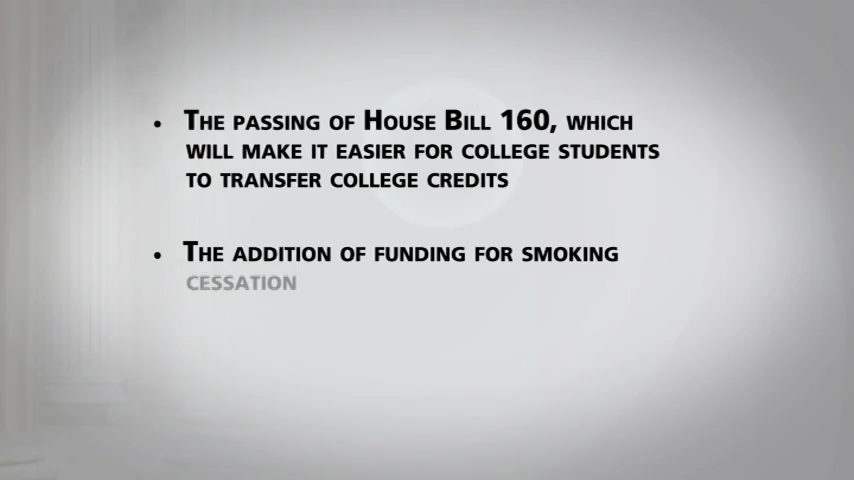 • The passing of House Bill 160, which
will make it easier for college students
to transfer college credits
• The addition of funding for smoking
cessation